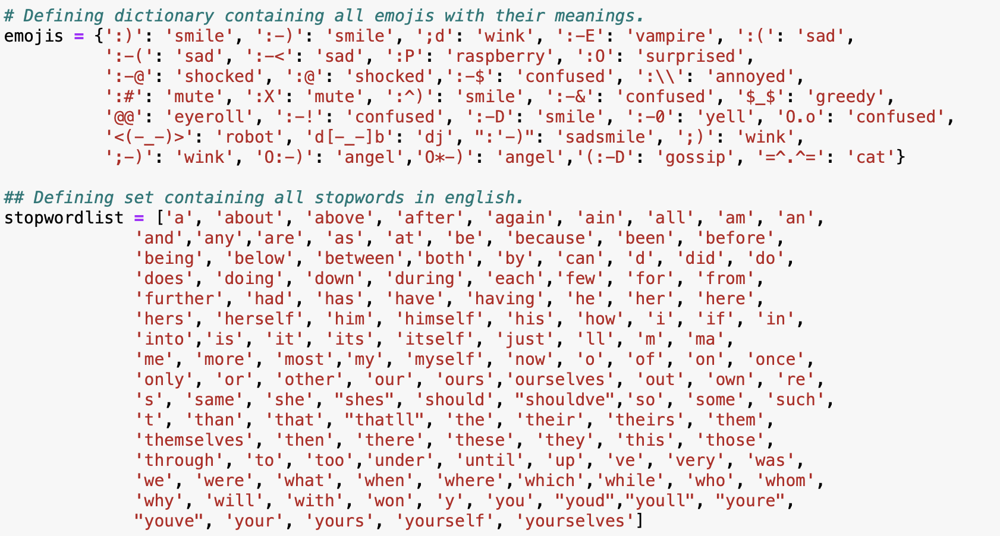 # Defining dictionary containing all emojis with their meanings.
emojis = {':)': 'smile', ':-)': 'smile', ';d': 'wink', ':-E': 'vampire', ':(': 'sad',
':-(': 'sad', ':-<': 'sad', ':P': 'raspberry', ':O': 'surprised',
':-@': 'shocked', ':@': 'shocked',':-$': 'confused', ':\\': 'annoyed',
':#': 'mute', ':X': 'mute', ':^)': 'smile', ':-&': 'confused', '$_$': 'greedy',
'@@': 'eyeroll', ':-!': 'confused', ':-D': 'smile', ':-0': 'yell', 'O.o': 'confused',
'<(-_-)>': 'robot', 'd[-_-]b': 'dj', ":'-)": 'sadsmile', ';)': 'wink',
';-)': 'wink', 'O:-)': 'angel','O*-)': 'angel','(:-D': 'gossip', '=^.^=': 'cat'}
## Defining set containing all stopwords in english.
stopwordlist = ['a', 'about', 'above', 'after', 'again', 'ain', 'all', 'am', 'an',
'and','any','are', 'as', 'at', 'be', 'because', 'been', 'before',
'being', 'below', 'between','both', 'by', 'can', 'd', 'did', 'do',
'does', 'doing', 'down', 'during', 'each','few', 'for', 'from',
'further', 'had', 'has', 'have', 'having', 'he', 'her', 'here',
'hers', 'herself', 'him', 'himself', 'his', 'how', 'i', 'if', 'in',
'into','is', 'it', 'its', 'itself', 'just', 'll', 'm', 'ma',
'me', 'more', 'most','my', 'myself', 'now', 'o', 'of', 'on', 'once',
'only', 'or', 'other', 'our', 'ours','ourselves', 'out', 'own', 're',
's', 'same', 'she', "shes", 'should', "shouldve",'so', 'some', 'such',
't', 'than', 'that', "thatll", 'the', 'their', 'theirs', 'them',
'themselves', 'then', 'there', 'these', 'they', 'this', 'those',
'through', 'to', 'too','under', 'until', 'up', 've', 'very', 'was',
'we', 'were', 'what', 'when', 'where','which','while', 'who', 'whom',
'why', 'will', 'with', 'won', 'y', 'you', "youd","youll", "youre",
"youve", 'your', 'yours', 'yourself', 'yourselves']